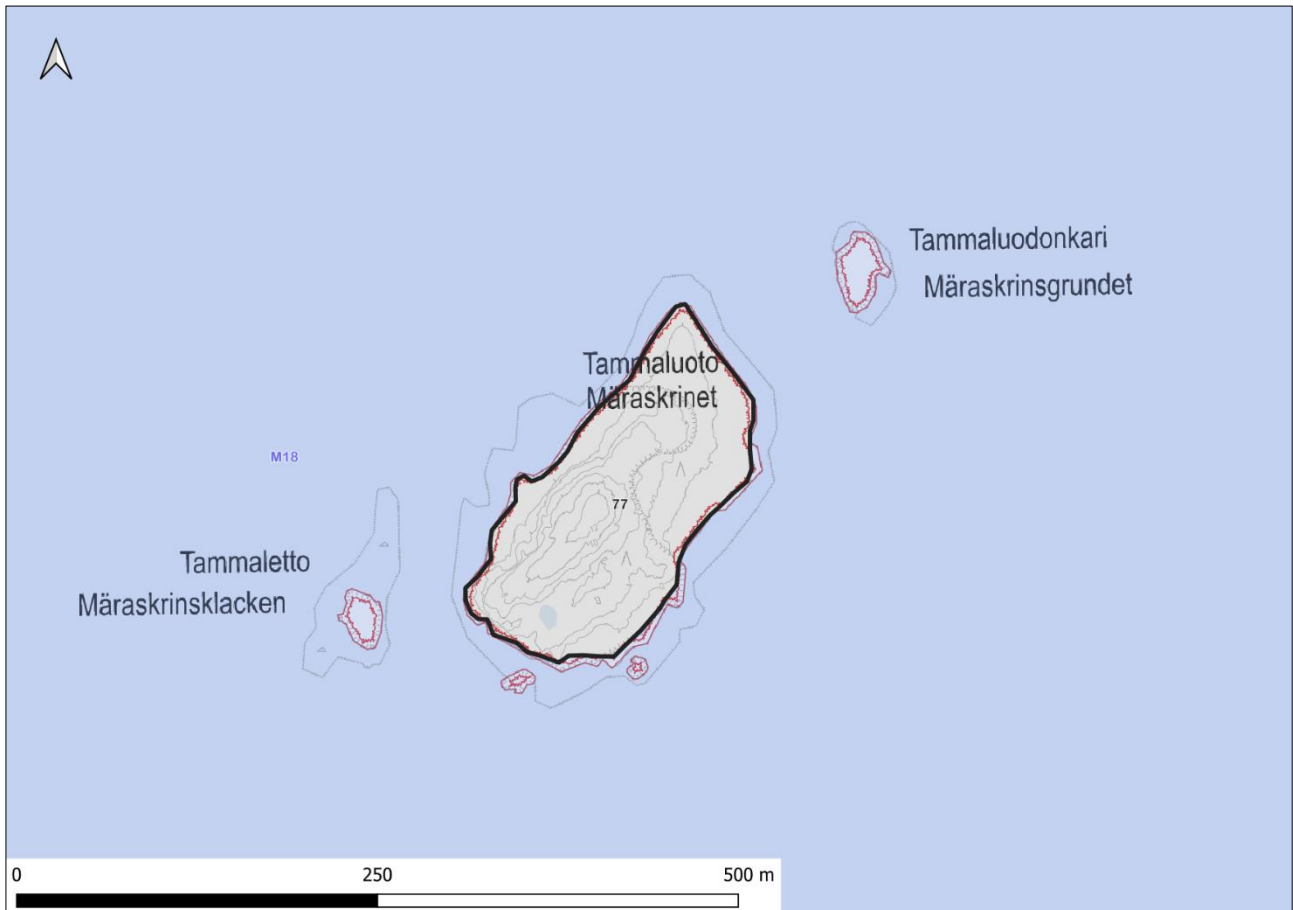 Tammaluodonkari
Märaskrinsgrundet
Tammaluoto
Märaskrinet
M18
77
Tammaletto
Märaskrinsklacken
0 250 500 m